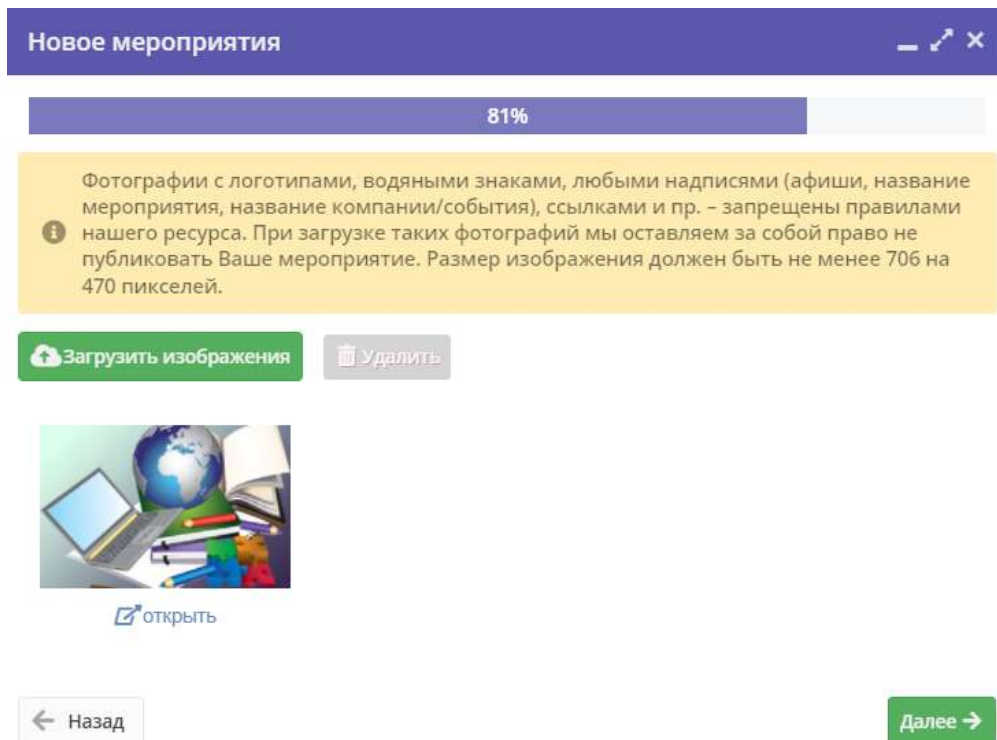 Новое мероприятия
81%
Фотографии с логотипами, водяными знаками, любыми надписями (афиши, название
мероприятия, название компании/события), ссылками и пр. – запрещены правилами
нашего ресурса. При загрузке таких фотографий мы оставляем за собой право не
публиковать Ваше мероприятие. Размер изображения должен быть не менее 706 на
470 пикселей.
Загрузить изображения
Удалить
открыть
Назад
Далее